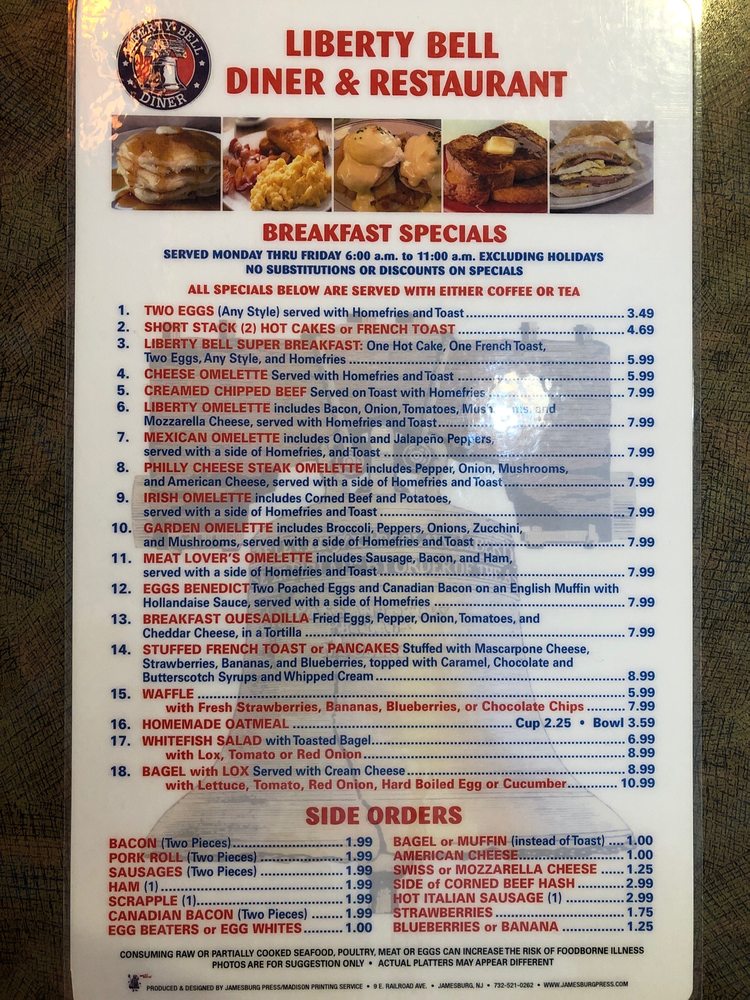 LIBERTY BELL
DINER
LIBERTY BELL
DINER & RESTAURANT
BREAKFAST SPECIALS
SERVED MONDAY THRU FRIDAY 6:00 a.m. to 11:00 a.m. EXCLUDING HOLIDAYS
NO SUBSTITUTIONS OR DISCOUNTS ON SPECIALS
ALL SPECIALS BELOW ARE SERVED WITH EITHER COFFEE OR TEA
1. TWO EGGS (Any Style) served with Homefries and Toast 3.49
2. SHORT STACK (2) HOT CAKES or FRENCH TOAST 4.69
3. LIBERTY BELL SUPER BREAKFAST: One Hot Cake, One French Toast,
Two Eggs, Any Style, and Homefries 5.99
4. CHEESE OMELETTE Served with Homefries and Toast 5.99
5. CREAMED CHIPPED BEEF Served on Toast with Homefries 7.99
6. LIBERTY OMELETTE includes Bacon, Onion, Tomatoes, and
Mozzarella Cheese, served with Homefries and Toast 7.99
7. MEXICAN OMELETTE includes Onion and Jalapeño Peppers,
served with a side of Homefries, and Toast 7.99
8. PHILLY CHEESE STEAK OMELETTE includes Pepper, Onion, Mushrooms,
and American Cheese, served with a side of Homefries and Toast 7.99
9. IRISH OMELETTE includes Corned Beef and Potatoes,
served with a side of Homefries and Toast 7.99
10. GARDEN OMELETTE includes Broccoli, Peppers, Onions, Zucchini,
and Mushrooms, served with a side of Homefries and Toast 7.99
11. MEAT LOVER'S OMELETTE includes Sausage, Bacon, and Ham,
served with a side of Homefries and Toast 7.99
12. EGGS BENEDICT Two Poached Eggs and Canadian Bacon on an English Muffin with
Hollandaise Sauce, served with a side of Homefries 7.99
13. BREAKFAST QUESADILLA Fried Eggs, Pepper, Onion, Tomatoes, and
Cheddar Cheese, in a Tortilla 7.99
14. STUFFED FRENCH TOAST or PANCAKES Stuffed with Mascarpone Cheese,
Strawberries, Bananas, and Blueberries, topped with Caramel, Chocolate and
Butterscotch Syrups and Whipped Cream 8.99
15. WAFFLE 5.99
with Fresh Strawberries, Bananas, Blueberries, or Chocolate Chips 7.99
16. HOMEMADE OATMEAL Cup 2.25 • Bowl 3.59
17. WHITEFISH SALAD with Toasted Bagel 6.99
with Lox, Tomato or Red Onion 8.99
18. BAGEL with LOX Served with Cream Cheese 8.99
with Lettuce, Tomato, Red Onion, Hard Boiled Egg or Cucumber 10.99
SIDE ORDERS
BACON (Two Pieces) 1.99
PORK ROLL (Two Pieces) 1.99
SAUSAGES (Two Pieces) 1.99
HAM (1) 1.99
SCRAPPLE (1) 1.99
CANADIAN BACON (Two Pieces) 1.99
EGG BEATERS or EGG WHITES 1.00
BAGEL or MUFFIN (instead of Toast) 1.00
AMERICAN CHEESE 1.00
SWISS or MOZZARELLA CHEESE 1.25
SIDE of CORNED BEEF HASH 2.99
HOT ITALIAN SAUSAGE (1) 2.99
STRAWBERRIES 1.75
BLUEBERRIES or BANANA 1.25
CONSUMING RAW OR PARTIALLY COOKED SEAFOOD, POULTRY, MEAT OR EGGS CAN INCREASE THE RISK OF FOODBORNE ILLNESS
PHOTOS ARE FOR SUGGESTION ONLY • ACTUAL PLATTERS MAY APPEAR DIFFERENT
PRODUCED & DESIGNED BY JAMESBURG PRESS/MADISON PRINTING SERVICE • 9 E. RAILROAD AVE. • JAMESBURG, NJ • 732-521-0262 • WWW.JAMESBURGPRESS.COM